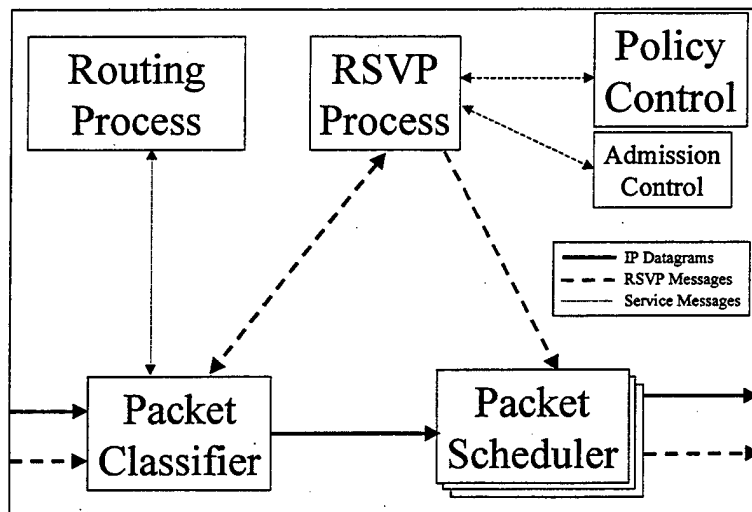 Routing
Process
RSVP
Process
Policy
Control
Admission
Control
IP Datagrams
RSVP Messages
Service Messages
Packet
Classifier
Packet
Scheduler